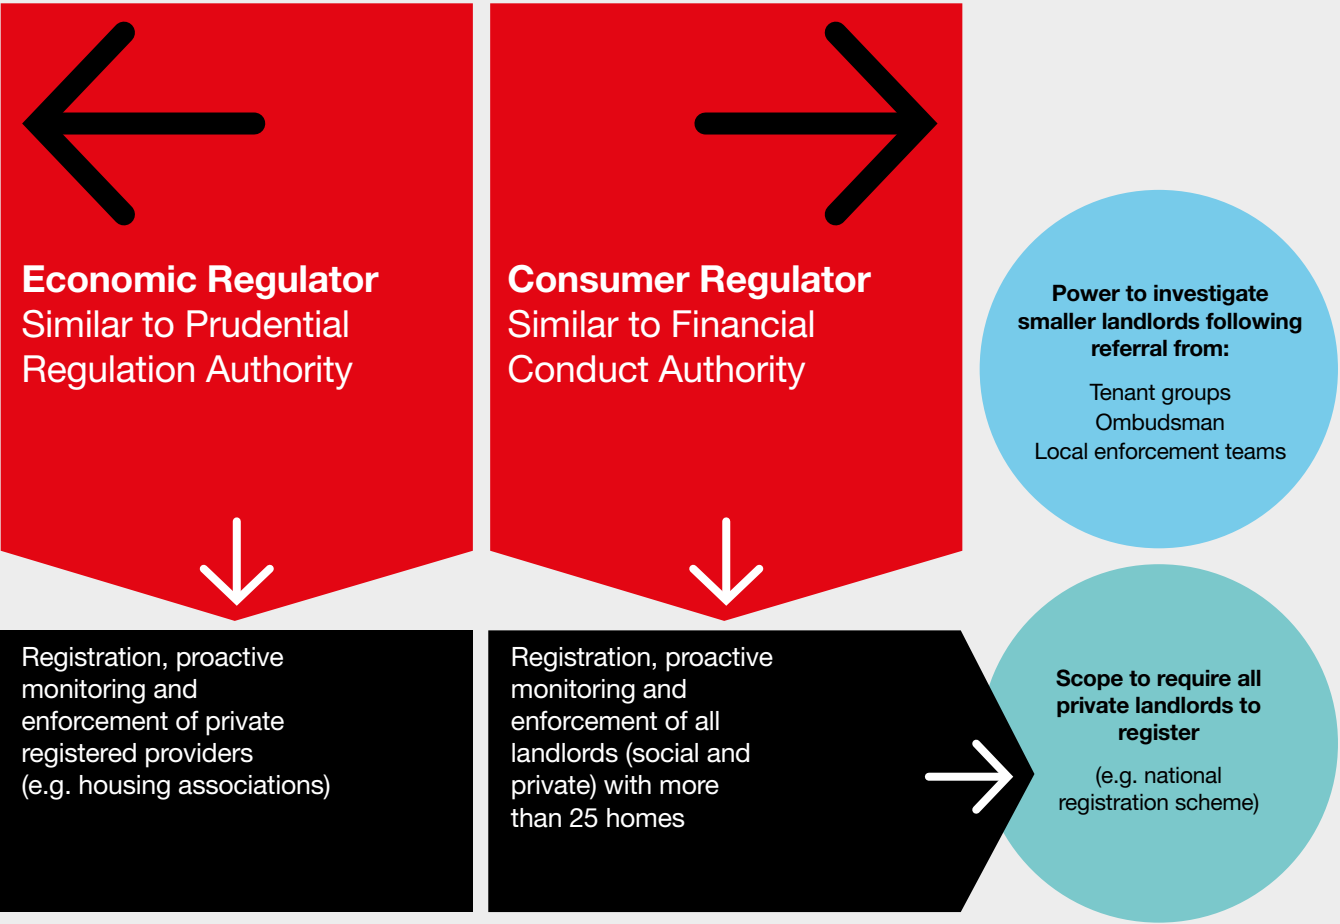 Economic Regulator
Similar to Prudential
Regulation Authority
Consumer Regulator
Similar to Financial
Conduct Authority
Power to investigate
smaller landlords following
referral from:
Tenant groups
Ombudsman
Local enforcement teams
Registration, proactive
monitoring and
enforcement of private
registered providers
(e.g. housing associations)
Registration, proactive
monitoring and
enforcement of all
landlords (social and
private) with more
than 25 homes
Scope to require all
private landlords to
register
(e.g. national
registration scheme)